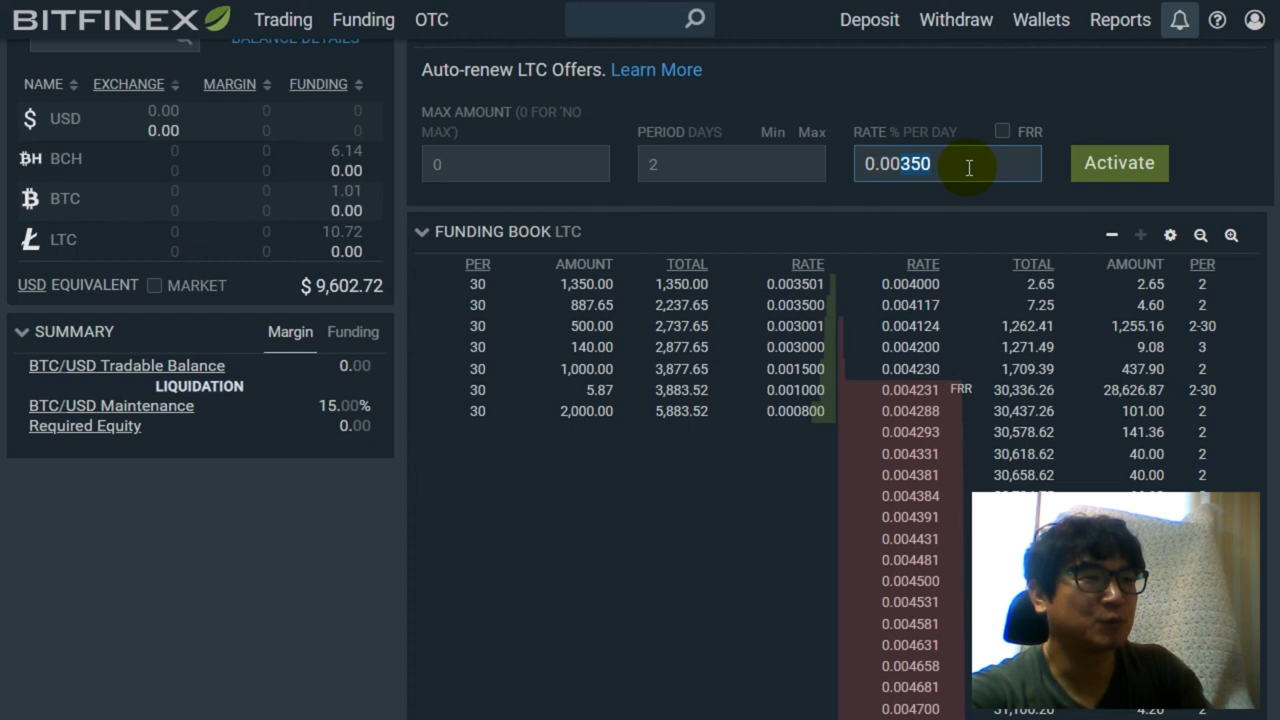 BITFINEX Trading Funding OTC Deposit Withdraw Wallets Reports
BALANCE DETAILS
NAME EXCHANGE MARGIN FUNDING
$ USD 0.00 0 0
0.00 0 0
BCH 0 0 6.14
0 0 0.00
BTC 0 0 1.01
0 0 0.00
LTC 0 0 10.72
0 0 0.00
USD EQUIVALENT MARKET $ 9,602.72
SUMMARY Margin Funding
BTC/USD Tradable Balance 0.00
LIQUIDATION
BTC/USD Maintenance 15.00%
Required Equity 0.00
Auto-renew LTC Offers. Learn More
MAX AMOUNT (0 FOR 'NO
MAX') PERIOD DAYS Min Max RATE % PER DAY FRR
0 2 0.00350 Activate
FUNDING BOOK LTC
PER AMOUNT TOTAL RATE RATE TOTAL AMOUNT PER
30 1,350.00 1,350.00 0.003501 0.004000 2.65 2.65 2
30 887.65 2,237.65 0.003500 0.004117 7.25 4.60 2
30 500.00 2,737.65 0.003001 0.004124 1,262.41 1,255.16 2-30
30 140.00 2,877.65 0.003000 0.004200 1,271.49 9.08 3
30 1,000.00 3,877.65 0.001500 0.004230 1,709.39 437.90 2
30 5.87 3,883.52 0.001000 0.004231 FRR 30,336.26 28,626.87 2-30
30 2,000.00 5,883.52 0.000800 0.004288 30,437.26 101.00 2
0.004293 30,578.62 141.36 2
0.004331 30,618.62 40.00 2
0.004381 30,658.62 40.00 2
0.004384
0.004391
0.004431
0.004481
0.004500
0.004531
0.004581
0.004631
0.004658
0.004681
0.004700